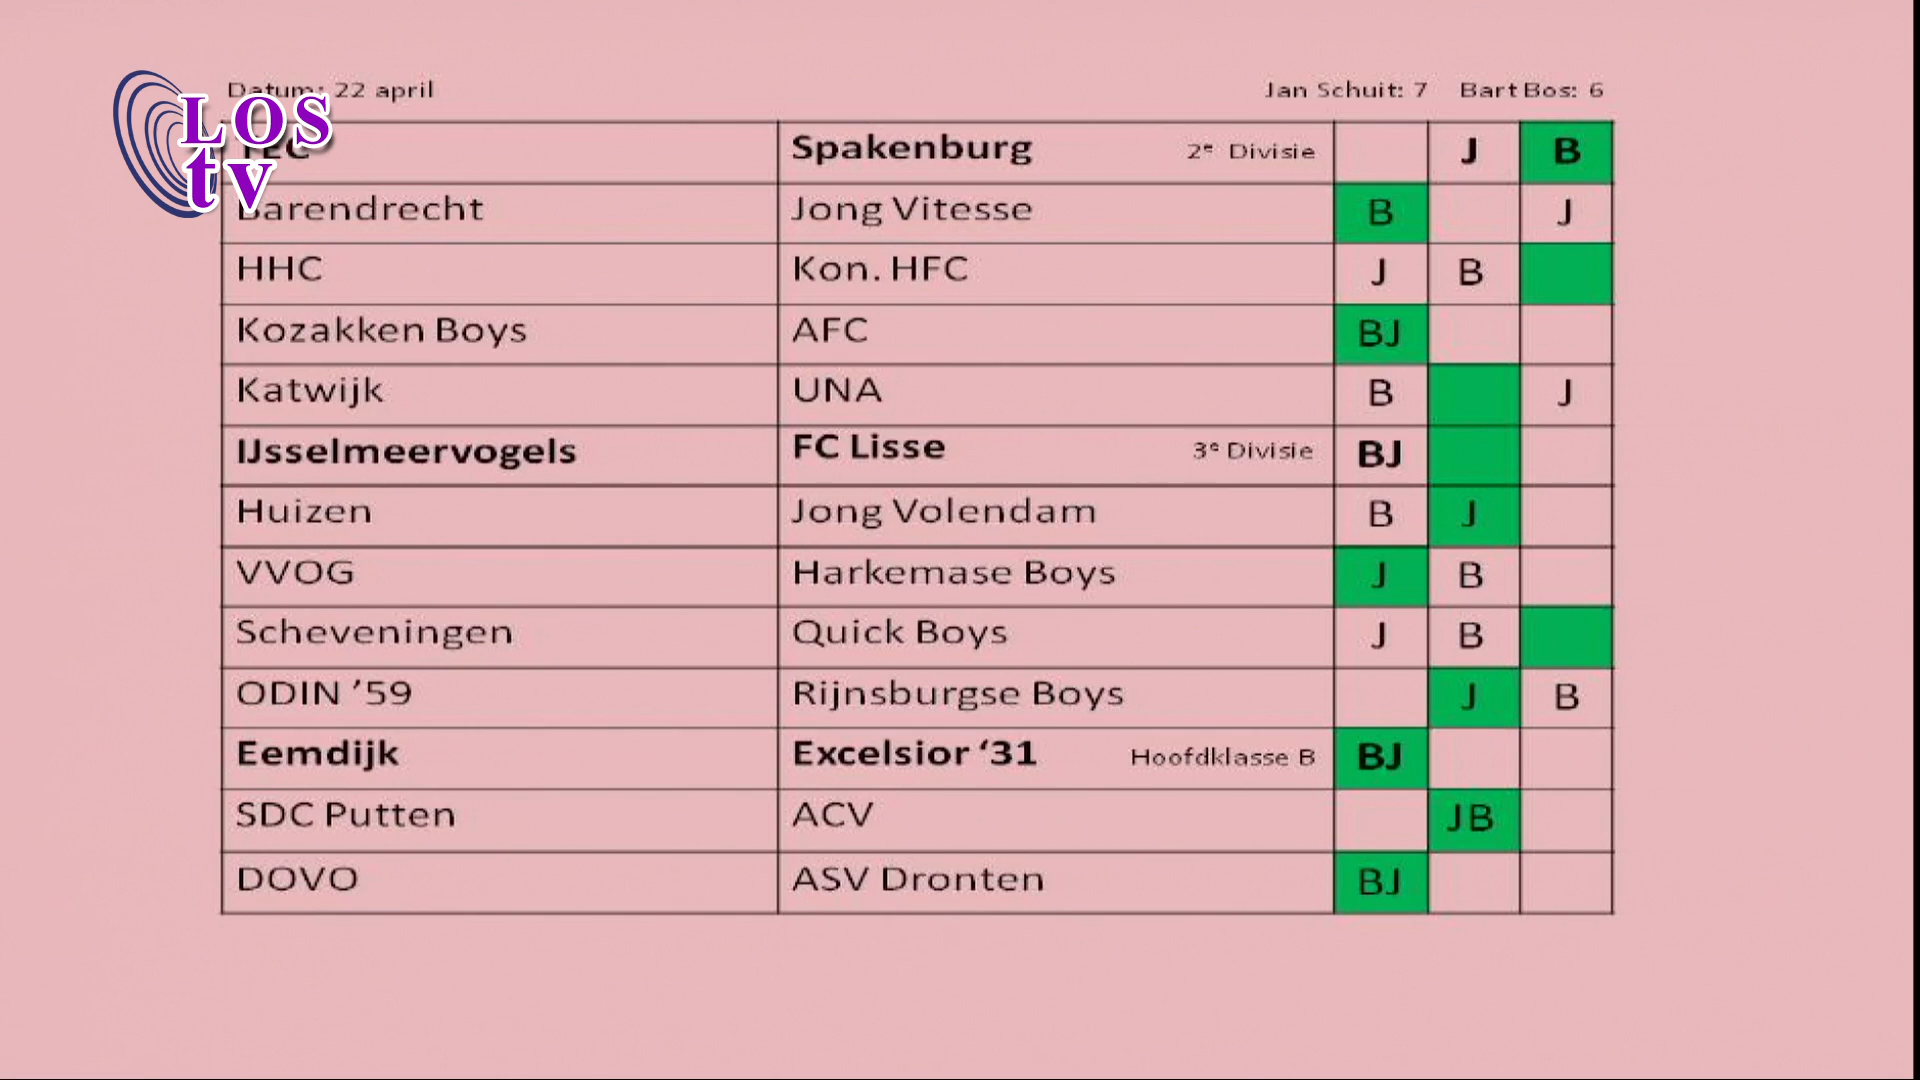 LOS
tv
Datum: 22 april Jan Schuit: 7 Bart Bos: 6
TEC Spakenburg 2e Divisie J B
Barendrecht Jong Vitesse B J
HHC Kon. HFC J B
Kozakken Boys AFC BJ
Katwijk UNA B J
IJsselmeervogels FC Lisse 3e Divisie BJ
Huizen Jong Volendam B J
VVOG Harkemase Boys J B
Scheveningen Quick Boys J B
ODIN ’59 Rijnsburgse Boys J B
Eemdijk Excelsior ‘31 Hoofdklasse B BJ
SDC Putten ACV JB
DOVO ASV Dronten BJ